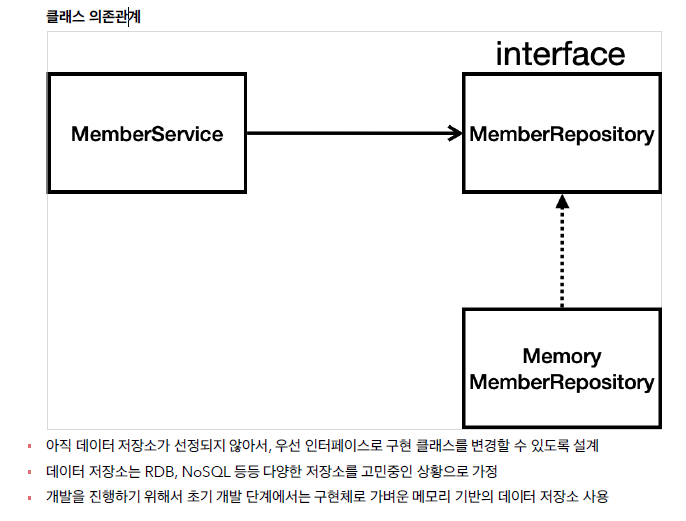 클래스 의존관계
interface
MemberService
MemberRepository
Memory
MemberRepository
아직 데이터 저장소가 선정되지 않아서, 우선 인터페이스로 구현 클래스를 변경할 수 있도록 설계
데이터 저장소는 RDB, NoSQL 등등 다양한 저장소를 고민중인 상황으로 가정
개발을 진행하기 위해서 초기 개발 단계에서는 구현체로 가벼운 메모리 기반의 데이터 저장소 사용